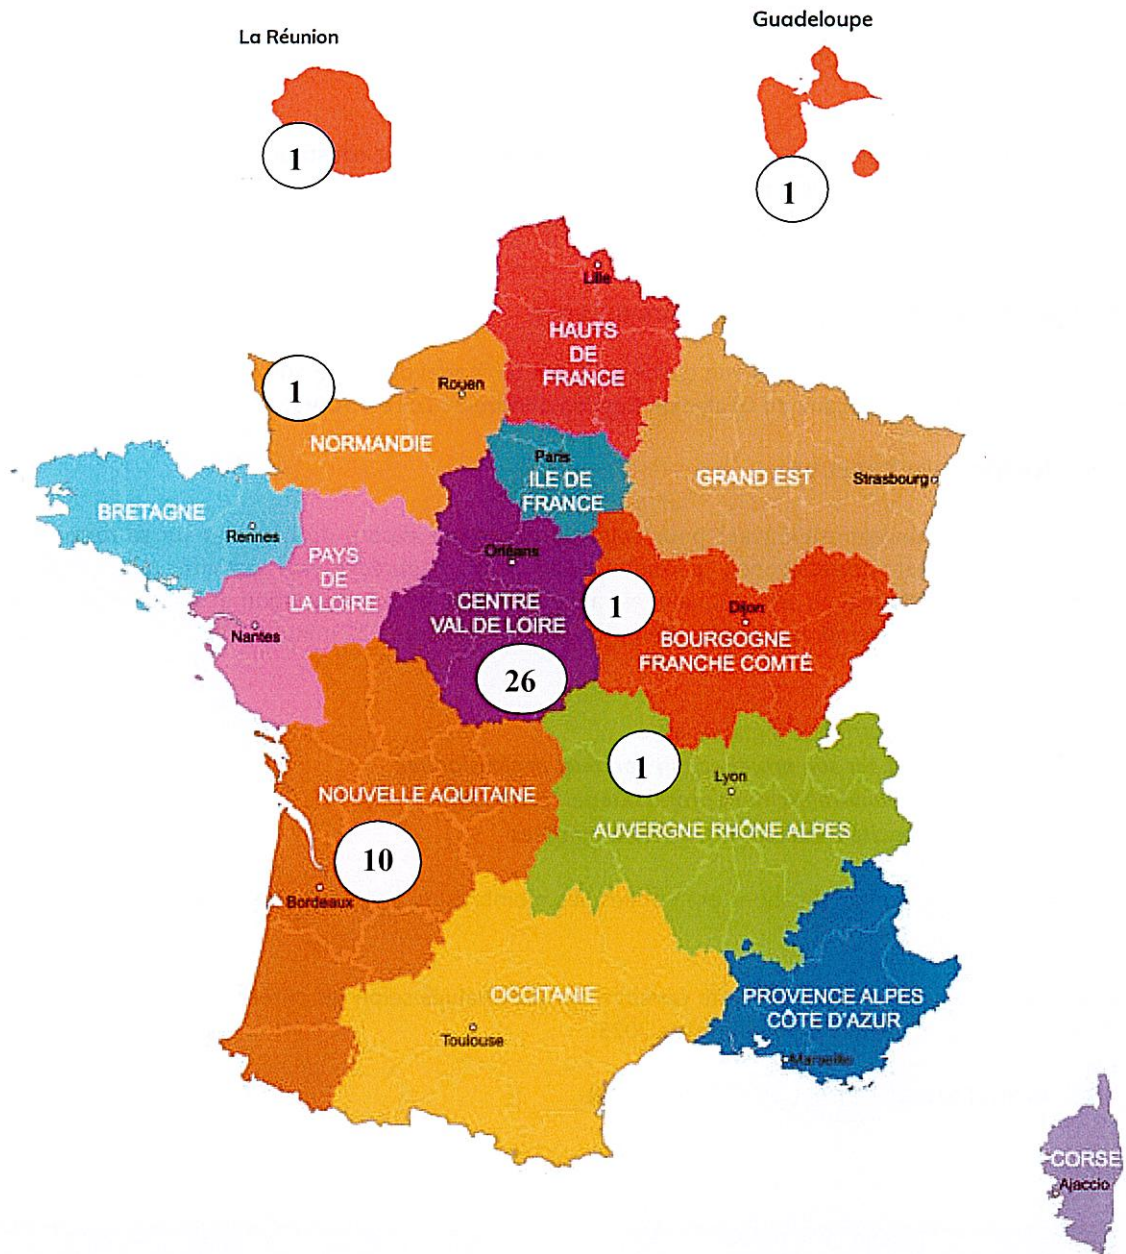 La Réunion
Guadeloupe
1
1
Lille
HAUTS
DE
FRANCE
1
Rouen
NORMANDIE
Paris
ILE DE
FRANCE
GRAND EST
Strasbourg
BRETAGNE
Rennes
PAYS
DE
LA LOIRE
Nantes
Orléans
CENTRE
VAL DE LOIRE
26
1
Dijon
BOURGOGNE
FRANCHE COMTÉ
1
Lyon
AUVERGNE RHÔNE ALPES
NOUVELLE AQUITAINE
10
Bordeaux
OCCITANIE
Toulouse
PROVENCE ALPES
CÔTE D'AZUR
Marseille
CORSE
Ajaccio